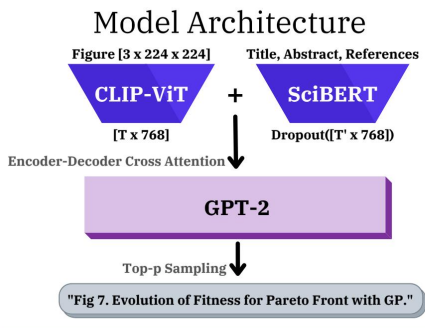 Model Architecture
Figure [3 x 224 x 224]
Title, Abstract, References
CLIP-ViT
+
SciBERT
[T x 768]
Dropout([T' x 768])
Encoder-Decoder Cross Attention
GPT-2
Top-p Sampling
"Fig 7. Evolution of Fitness for Pareto Front with GP."